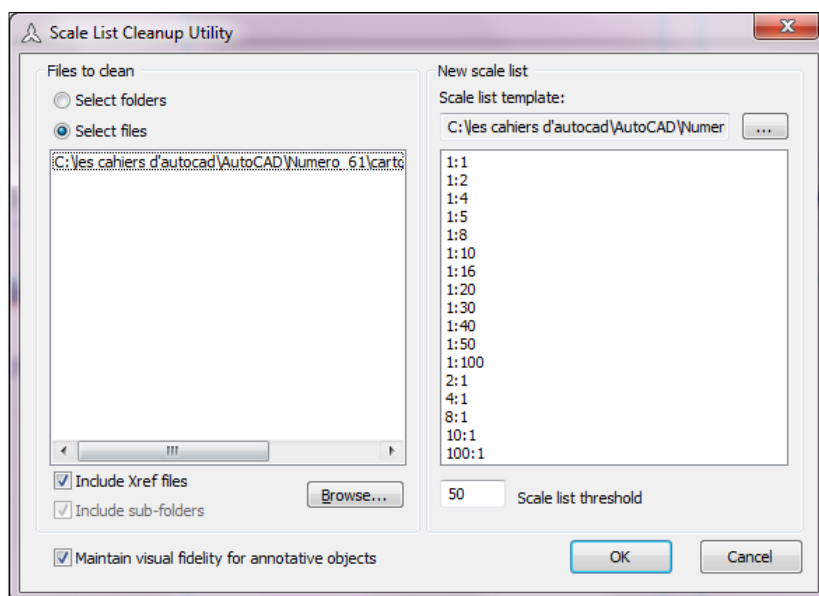 Scale List Cleanup Utility
Files to clean
Select folders
Select files
C:\les cahiers d'autocad\AutoCAD\Numero_61\carto
Include Xref files
Browse...
Include sub-folders
Maintain visual fidelity for annotative objects
New scale list
Scale list template:
C:\les cahiers d'autocad\AutoCAD\Numer
...
1:1
1:2
1:4
1:5
1:8
1:10
1:16
1:20
1:30
1:40
1:50
1:100
2:1
4:1
8:1
10:1
100:1
50 Scale list threshold
OK
Cancel